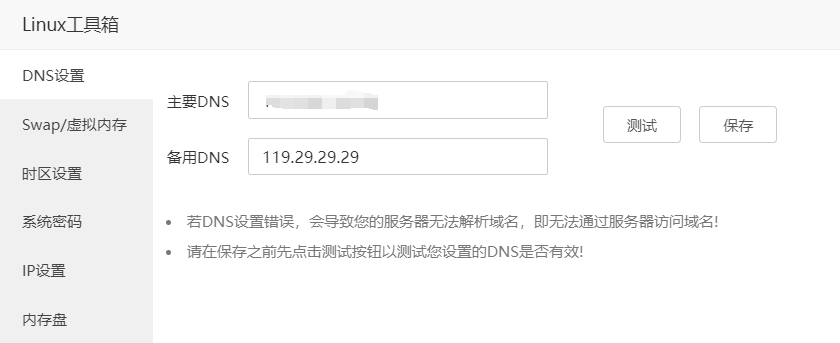 Linux工具箱
DNS设置
Swap/虚拟内存
时区设置
系统密码
IP设置
内存盘
主要DNS
备用DNS 119.29.29.29
测试 保存
若DNS设置错误，会导致您的服务器无法解析域名，即无法通过服务器访问域名!
请在保存之前先点击测试按钮以测试您设置的DNS是否有效!